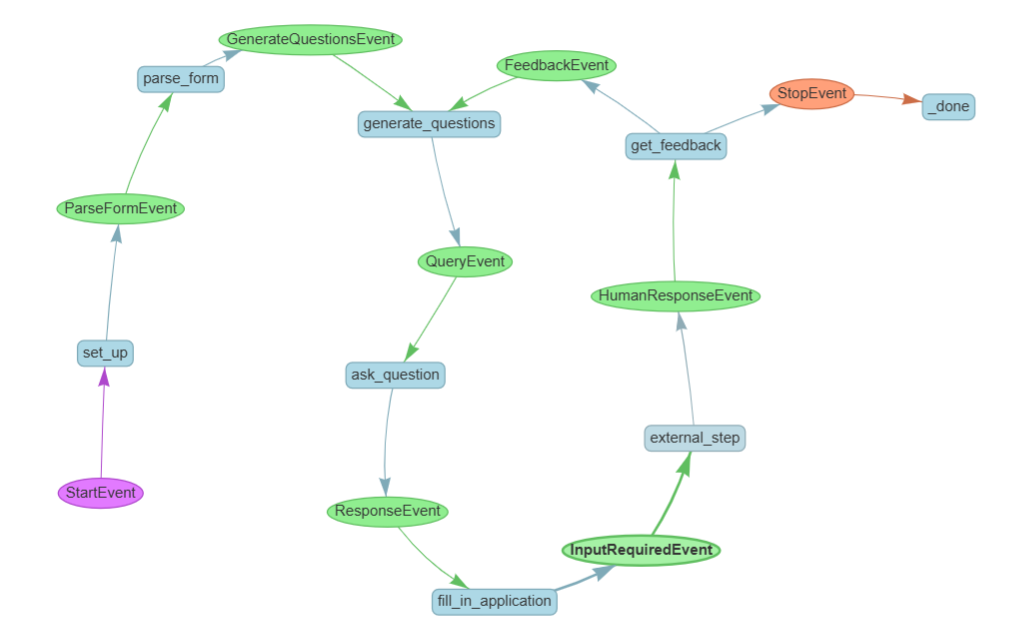 GenerateQuestionsEvent
FeedbackEvent
parse_form
StopEvent
_done
generate_questions
get_feedback
ParseFormEvent
QueryEvent
HumanResponseEvent
set_up
ask_question
external_step
StartEvent
ResponseEvent
InputRequiredEvent
fill_in_application